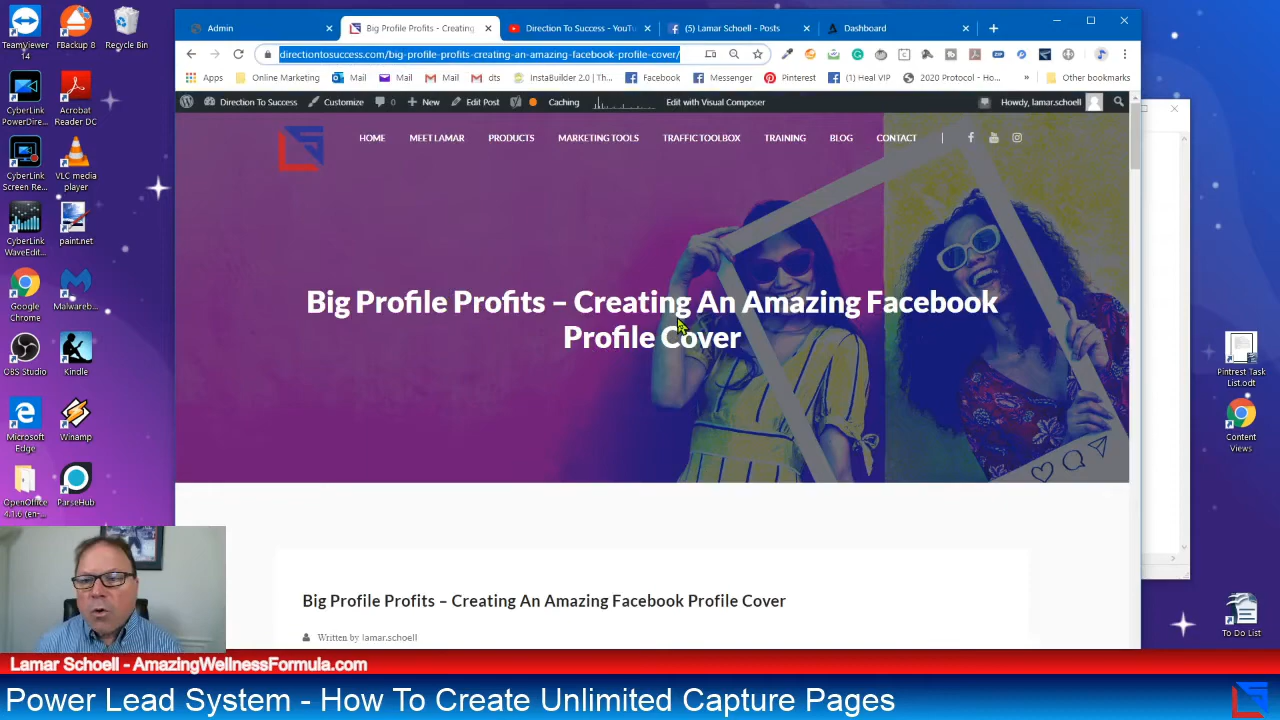 TeamViewer
14
FBackup 8
Recycle Bin
CyberLink
PowerDire...
Acrobat
Reader DC
CyberLink
Screen Re...
VLC media
player
CyberLink
WaveEdit...
paint.net
Google
Chrome
Malwareb...
OBS Studio
Kindle
Microsoft
Edge
Winamp
OpenOffice
4.1.6 (en-...
ParseHub
Admin
Big Profile Profits - Creating
Direction To Success - YouTu
(5) Lamar Schoell - Posts
Dashboard
directiontosuccess.com/big-profile-profits-creating-an-amazing-facebook-profile-cover/
Apps
Online Marketing
Mail
Mail
Mail
dts
InstaBuilder 2.0 | Th...
Facebook
Messenger
Pinterest
(1) Heal VIP
2020 Protocol - Ho...
»
Other bookmarks
Direction To Success
Customize
0
New
Edit Post
Caching
Edit with Visual Composer
Howdy, lamar.schoell
HOME
MEET LAMAR
PRODUCTS
MARKETING TOOLS
TRAFFIC TOOLBOX
TRAINING
BLOG
CONTACT
Big Profile Profits – Creating An Amazing Facebook
Profile Cover
Big Profile Profits – Creating An Amazing Facebook Profile Cover
Written by lamar.schoell
Pintrest Task
List.odt
Content
Views
To Do List
Lamar Schoell - AmazingWellnessFormula.com
Power Lead System - How To Create Unlimited Capture Pages